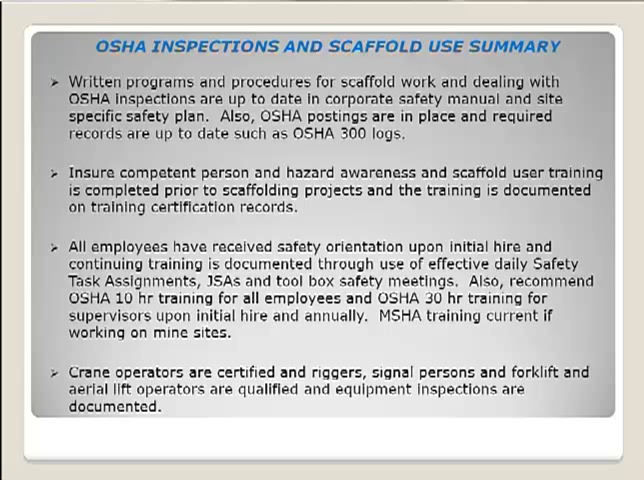 OSHA INSPECTIONS AND SCAFFOLD USE SUMMARY
Written programs and procedures for scaffold work and dealing with
OSHA inspections are up to date in corporate safety manual and site
specific safety plan. Also, OSHA postings are in place and required
records are up to date such as OSHA 300 logs.
Insure competent person and hazard awareness and scaffold user training
is completed prior to scaffolding projects and the training is documented
on training certification records.
All employees have received safety orientation upon initial hire and
continuing training is documented through use of effective daily Safety
Task Assignments, JSAs and tool box safety meetings. Also, recommend
OSHA 10 hr training for all employees and OSHA 30 hr training for
supervisors upon initial hire and annually. MSHA training current if
working on mine sites.
Crane operators are certified and riggers, signal persons and forklift and
aerial lift operators are qualified and equipment inspections are
documented.